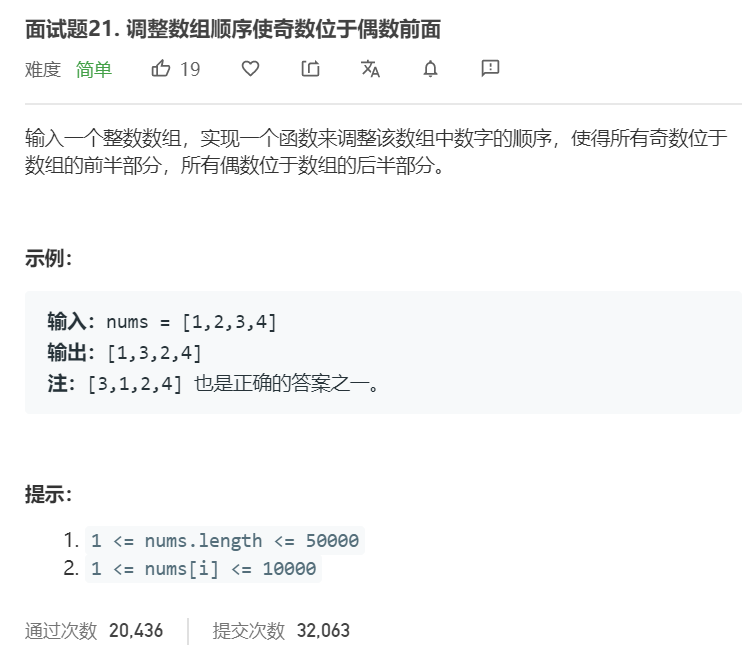 面试题21. 调整数组顺序使奇数位于偶数前面
难度 简单 19
输入一个整数数组，实现一个函数来调整该数组中数字的顺序，使得所有奇数位于
数组的前半部分，所有偶数位于数组的后半部分。
示例：
输入：nums = [1,2,3,4]
输出：[1,3,2,4]
注：[3,1,2,4] 也是正确的答案之一。
提示：
1. 1 <= nums.length <= 50000
2. 1 <= nums[i] <= 10000
通过次数 20,436 提交次数 32,063